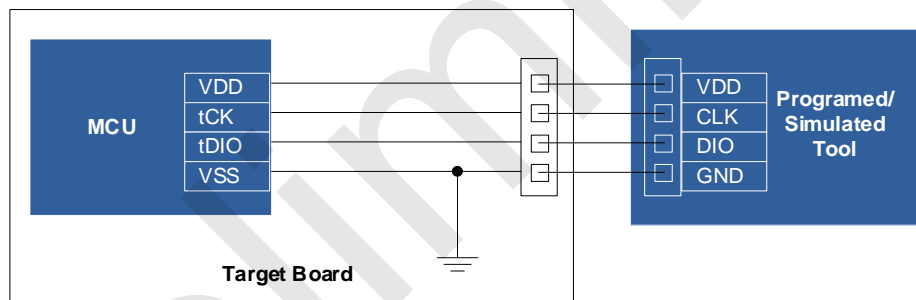 MCU
VDD
tCK
tDIO
VSS
VDD
CLK
DIO
GND
Programed/
Simulated
Tool
Target Board